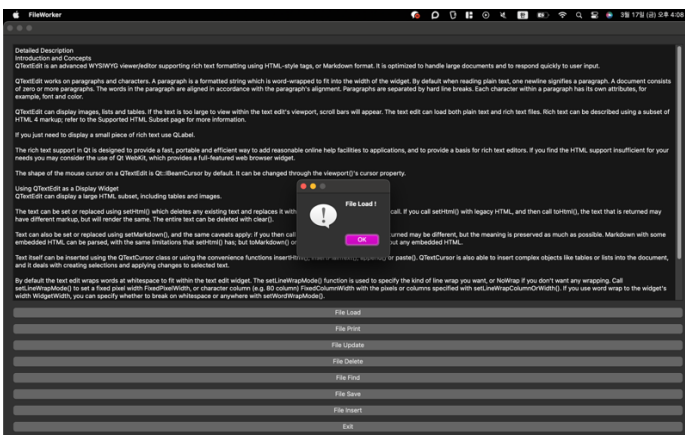 FileWorker
3월 17일 (금) 오후 4:08
Detailed Description
Introduction and Concepts
QTextEdit is an advanced WYSIWYG viewer/editor supporting rich text formatting using HTML-style tags, or Markdown format. It is optimized to handle large documents and to respond quickly to user input.
QTextEdit works on paragraphs and characters. A paragraph is a formatted string which is word-wrapped to fit into the width of the widget. By default when reading plain text, one newline signifies a paragraph. A document consists
of zero or more paragraphs. The words in the paragraph are aligned in accordance with the paragraph's alignment. Paragraphs are separated by hard line breaks. Each character within a paragraph has its own attributes, for
example, font and color.
QTextEdit can display images, lists and tables. If the text is too large to view within the text edit's viewport, scroll bars will appear. The text edit can load both plain text and rich text files. Rich text can be described using a subset of
HTML 4 markup; refer to the Supported HTML Subset page for more information.
If you just need to display a small piece of rich text use QLabel.
The rich text support in Qt is designed to provide a fast, portable and efficient way to add reasonable online help facilities to applications, and to provide a basis for rich text editors. If you find the HTML support insufficient for your
needs you may consider the use of Qt WebKit, which provides a full-featured web browser widget.
The shape of the mouse cursor on a QTextEdit is Qt::IBeamCursor by default. It can be changed through the viewport()'s cursor property.
Using QTextEdit as a Display Widget
QTextEdit can display a large HTML subset, including tables and images.
The text can be set or replaced using setHtml() which deletes any existing text and replaces it with call. If you call setHtml() with legacy HTML, and then call toHtml(), the text that is returned may
have different markup, but will render the same. The entire text can be deleted with clear().
Text can also be set or replaced using setMarkdown(), and the same caveats apply: if you then call may be different, but the meaning is preserved as much as possible. Markdown with some
embedded HTML can be parsed, with the same limitations that setHtml() has; but toMarkdown() any embedded HTML.
Text itself can be inserted using the QTextCursor class or using the convenience functions or paste(). QTextCursor is also able to insert complex objects like tables or lists into the document,
and it deals with creating selections and applying changes to selected text.
By default the text edit wraps words at whitespace to fit within the text edit widget. The setLineWrapMode() function is used to specify the kind of line wrap you want, or NoWrap if you don't want any wrapping. Call
setLineWrapMode() to set a fixed pixel width FixedPixelWidth, or character column (e.g. 80 column) FixedColumnWidth with the pixels or columns specified with setLineWrapColumnOrWidth(). If you use word wrap to the widget's
width WidgetWidth, you can specify whether to break on whitespace or anywhere with setWordWrapMode().
File Load !
OK
File Load
File Print
File Update
File Delete
File Find
File Save
File Insert
Exit